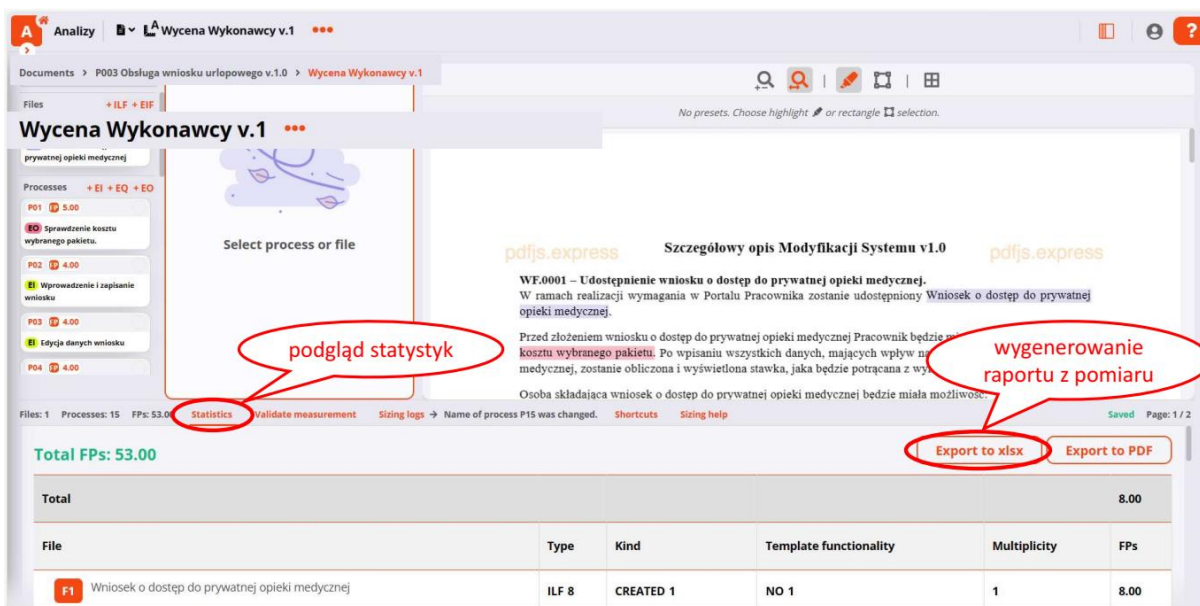 A Analizy Wycena Wykonawcy v.1 ?
Documents > P003 Obsługa wniosku urlopowego v.1.0 > Wycena Wykonawcy v.1
Files + ILF + EIF
Wycena Wykonawcy v.1
prywatnej opieki medycznej
Processes + EI + EQ + EO
P01 FP 5.00
EO Sprawdzenie kosztu
wybranego pakietu.
P02 FP 4.00
EI Wprowadzenie i zapisanie
wniosku
P03 FP 4.00
EI Edycja danych wniosku
P04 FP 4.00
Select process or file
podgląd statystyk
No presets. Choose highlight or rectangle selection.
pdfjs.express
Szczegółowy opis Modyfikacji Systemu v1.0
pdfjs.express
WF.0001 – Udostępnienie wniosku o dostęp do prywatnej opieki medycznej.
W ramach realizacji wymagania w Portalu Pracownika zostanie udostępniony Wniosek o dostęp do prywatnej
opieki medycznej.
Przed złożeniem wniosku o dostęp do prywatnej opieki medycznej Pracownik będzie
kosztu wybranego pakietu. Po wpisaniu wszystkich danych, mających wpływ
medycznej, zostanie obliczona i wyświetlona stawka, jaka będzie potrącana z
Osoba składająca wniosek o dostęp do prywatnej opieki medycznej będzie miała możliwość:
wygenerowanie
raportu z pomiaru
Files: 1 Processes: 15 FPs: 53.00 Statistics Validate measurement Sizing logs → Name of process P15 was changed. Shortcuts Sizing help Saved Page: 1 / 2
Total FPs: 53.00 Export to xlsx Export to PDF
Total 8.00
File Type Kind Template functionality Multiplicity FPs
F1 Wniosek o dostęp do prywatnej opieki medycznej ILF 8 CREATED 1 NO 1 1 8.00